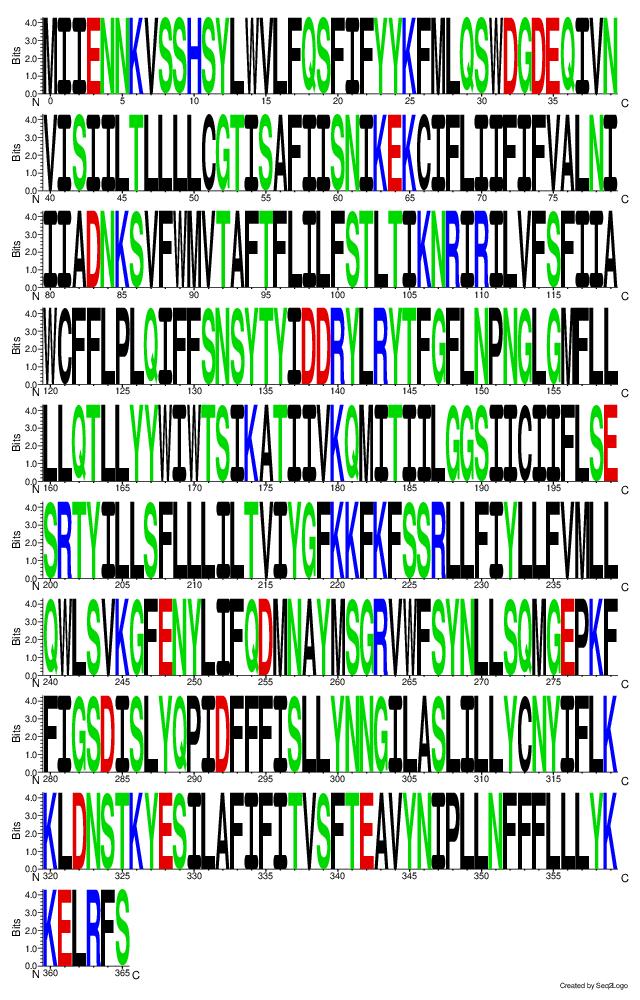 4.0
3.0
2.0
1.0
0.0
Bits
MIIENNKVSSHSYLWVLFQSFIFYYKFMLQSWDGDEQIVN
N 0 5 10 15 20 25 30 35 C
4.0
3.0
2.0
1.0
0.0
Bits
VISIILTLLLLCGTISAFIISNIKEKCIFLIIFIFVALNI
N 40 45 50 55 60 65 70 75 C
4.0
3.0
2.0
1.0
0.0
Bits
IIADNKSVFWMVTAFTFLILFSTLTIKNRIRILVFSFIIA
N 80 85 90 95 100 105 110 115 C
4.0
3.0
2.0
1.0
0.0
Bits
WCFFLPLQIFFSNSYTYIDDRYLRYTFGFLNPNGLGMFLL
N 120 125 130 135 140 145 150 155 C
4.0
3.0
2.0
1.0
0.0
Bits
LLQTLLYYWIWTSIKATIIVKQMITIILGGSIICIIFLSE
N 160 165 170 175 180 185 190 195 C
4.0
3.0
2.0
1.0
0.0
Bits
SRTYILLSFLLLILTVIYGFKKFKFSSRLLFIYLLFVMLL
N 200 205 210 215 220 225 230 235 C
4.0
3.0
2.0
1.0
0.0
Bits
QWLSVKGFENYLIFQDMNAYMSGRVWFSYNLLSQMGEPKF
N 240 245 250 255 260 265 270 275 C
4.0
3.0
2.0
1.0
0.0
Bits
FIGSDISLYQPIDFFFISLLYNNGILASLILLYCNYIFLK
N 280 285 290 295 300 305 310 315 C
4.0
3.0
2.0
1.0
0.0
Bits
KLDNSTKYESILAFIFITVSFTEAVYNIPLLNFFFLLLYK
N 320 325 330 335 340 345 350 355 C
4.0
3.0
2.0
1.0
0.0
Bits
KELRFS
N 360 365 C
Created by Seq2Logo